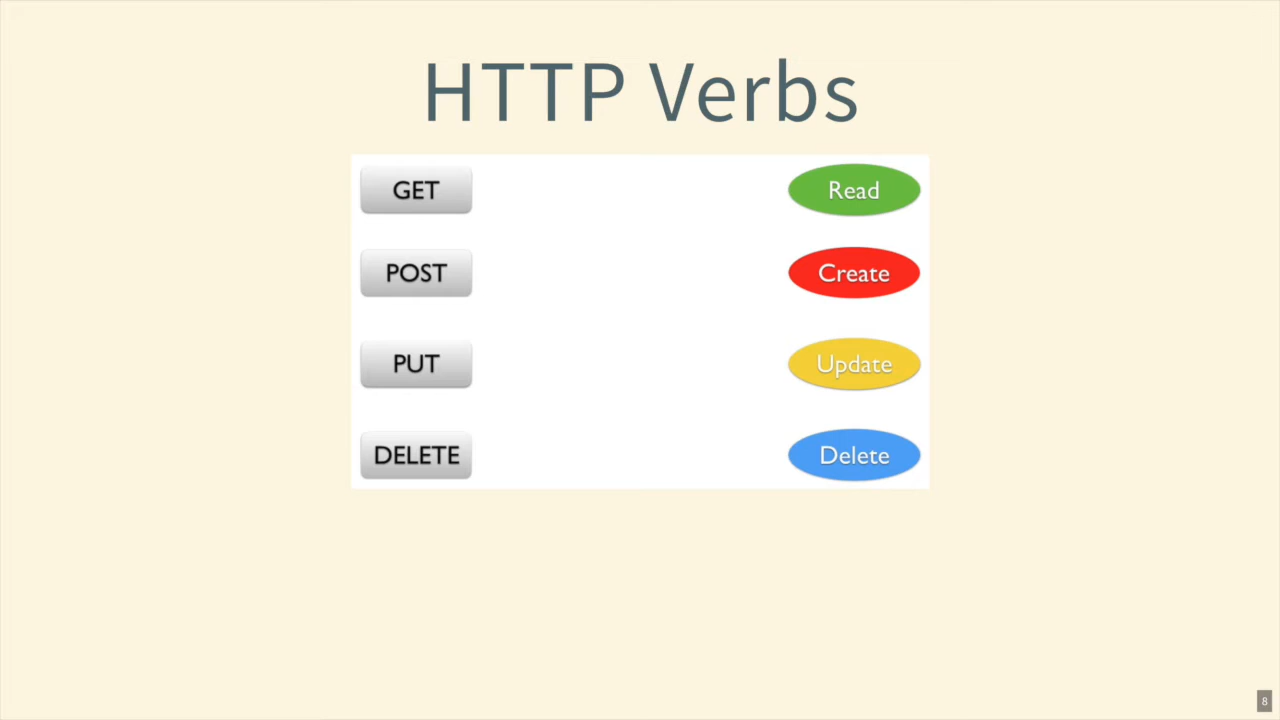 HTTP Verbs
GET Read
POST Create
PUT Update
DELETE Delete
8